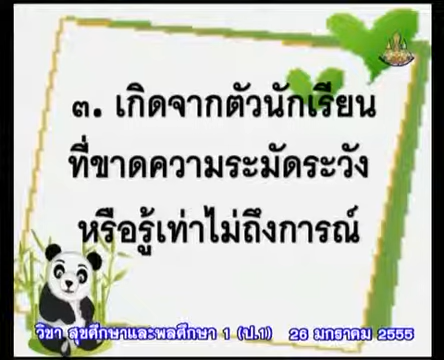 ๓. เกิดจากตัวนักเรียน
ที่ขาดความระมัดระวัง
หรือรู้เท่าไม่ถึงการณ์
วิชา สุขศึกษาและพลศึกษา 1 (ป.1) 26 มกราคม 2555